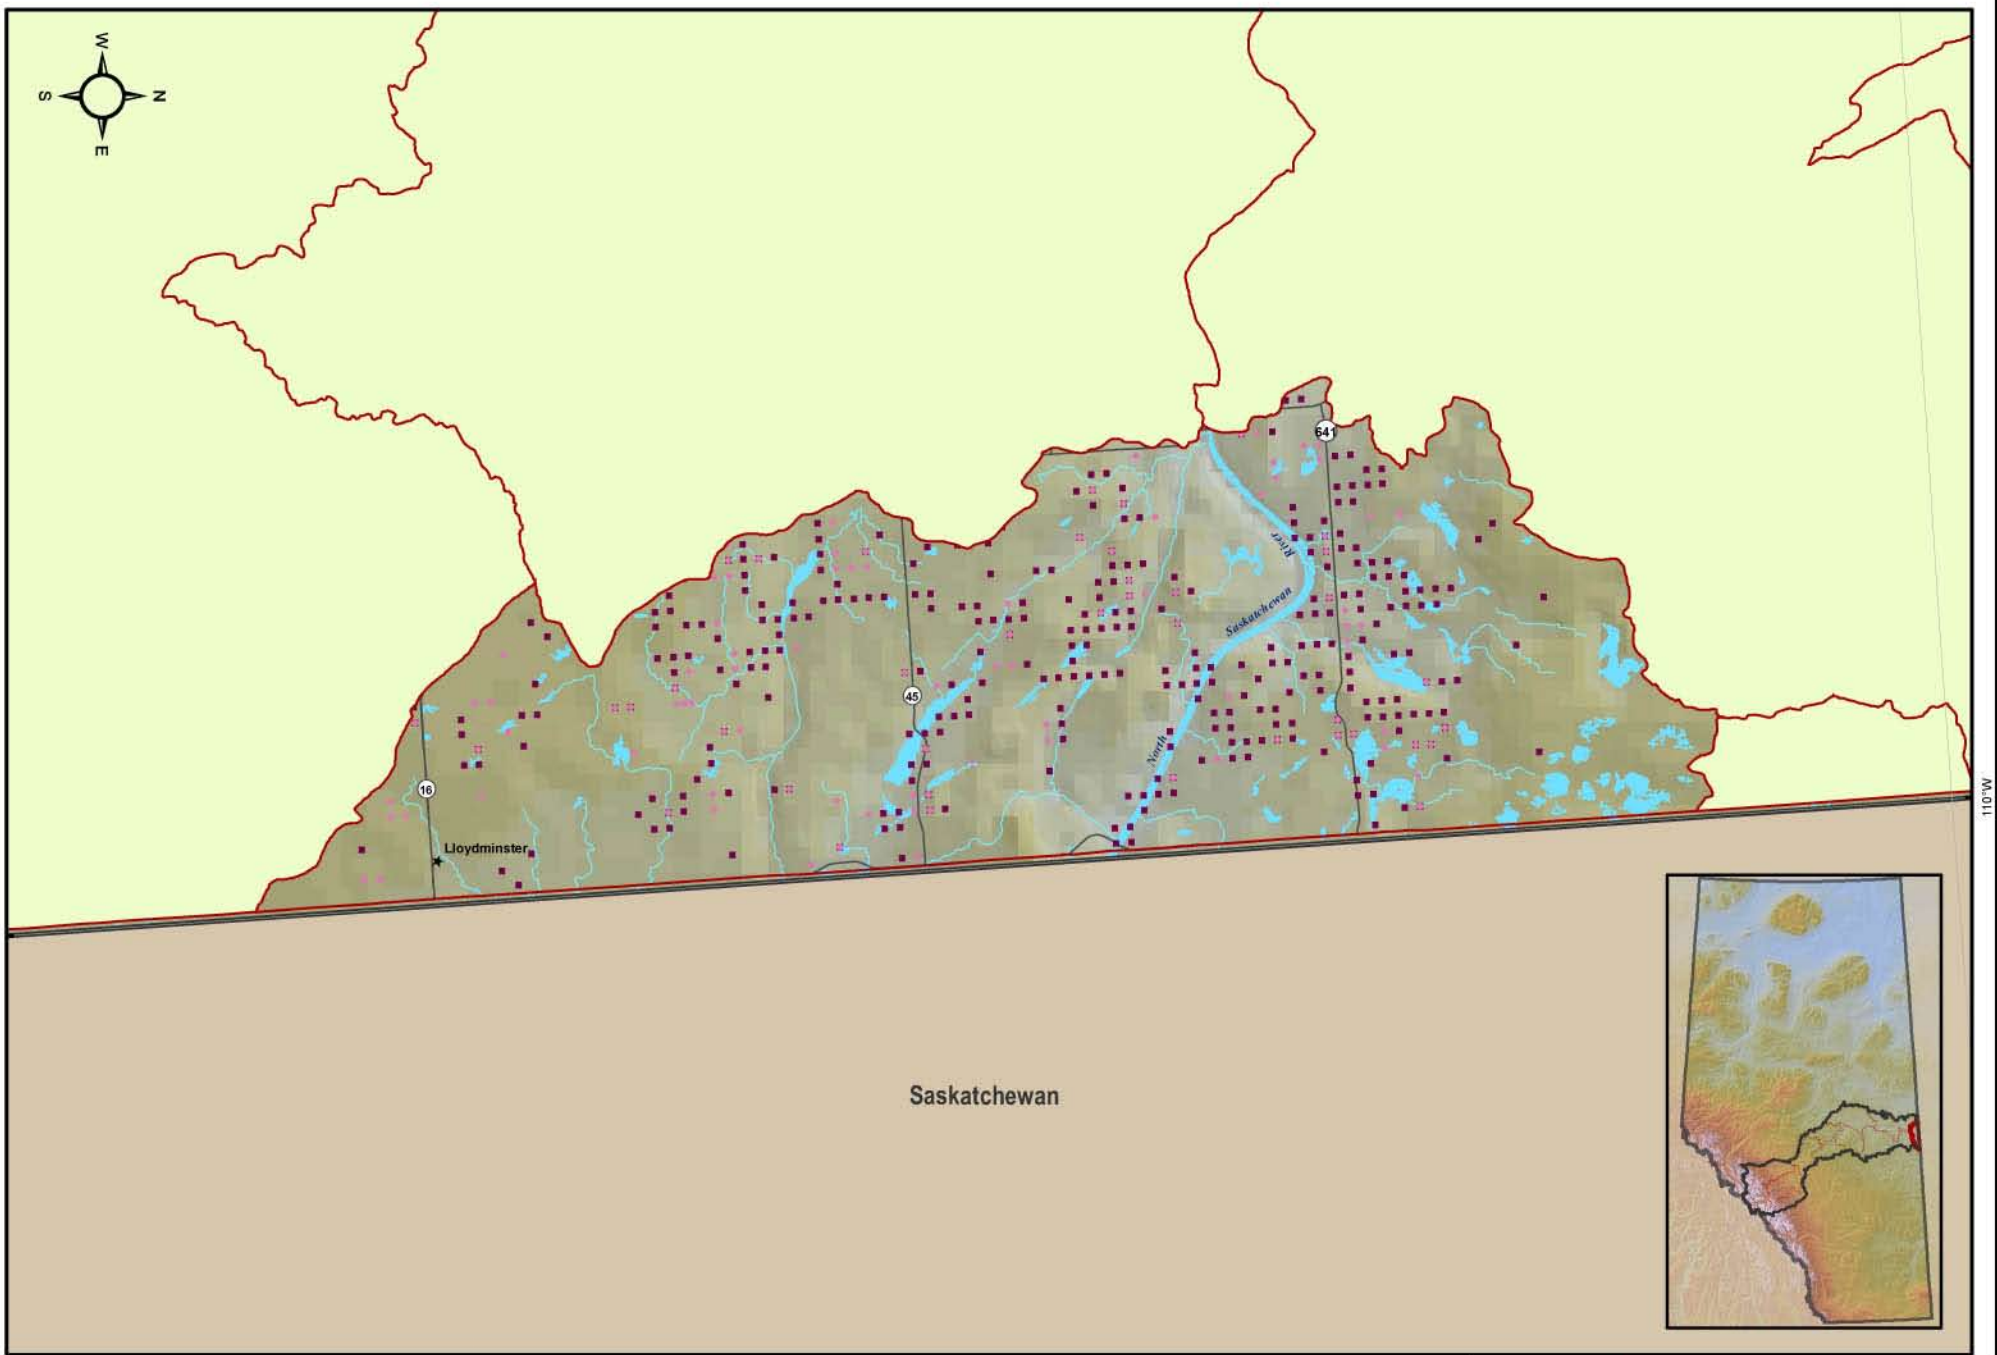 W
S
N
E
641
River
Saskatchewan
North
45
16
Lloydminster
110°W
Saskatchewan